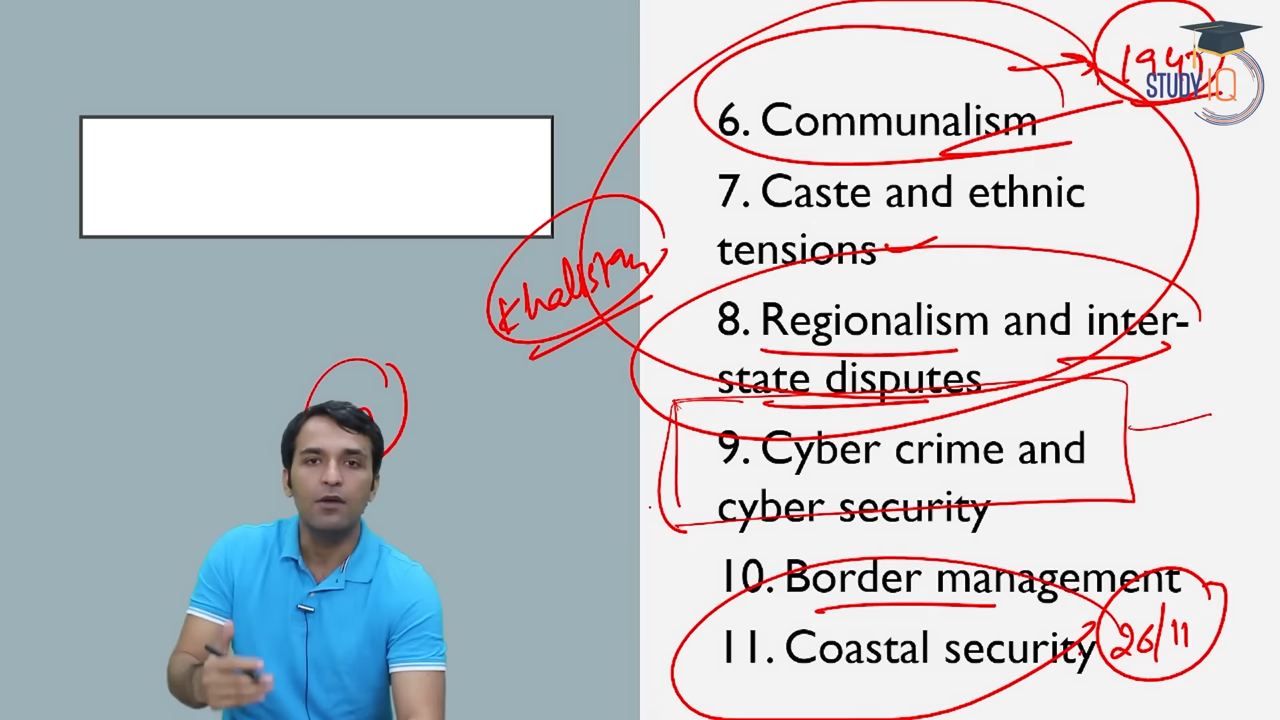 194
STUDY IQ
6. Communalism
7. Caste and ethnic
tensions
Khalistan
8. Regionalism and inter-
state disputes
9. Cyber crime and
cyber security
10. Border management
11. Coastal security
26/11